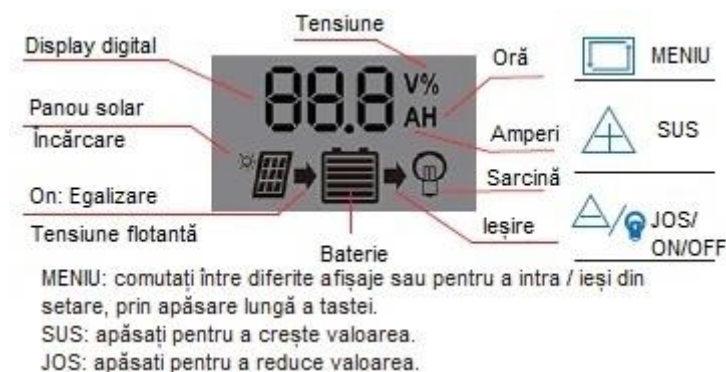 Tensiune
Display digital
Oră
MENIU
88.8 V%
AH
Panou solar
Încărcare
Amperi
SUS
Sarcină
On: Egalizare
Tensiune flotantă
Ieșire
JOS/
ON/OFF
Baterie
MENIU: comutați între diferite afișaje sau pentru a intra / ieși din
setare, prin apăsare lungă a tastei.
SUS: apăsați pentru a crește valoarea.
JOS: apăsati pentru a reduce valoarea.